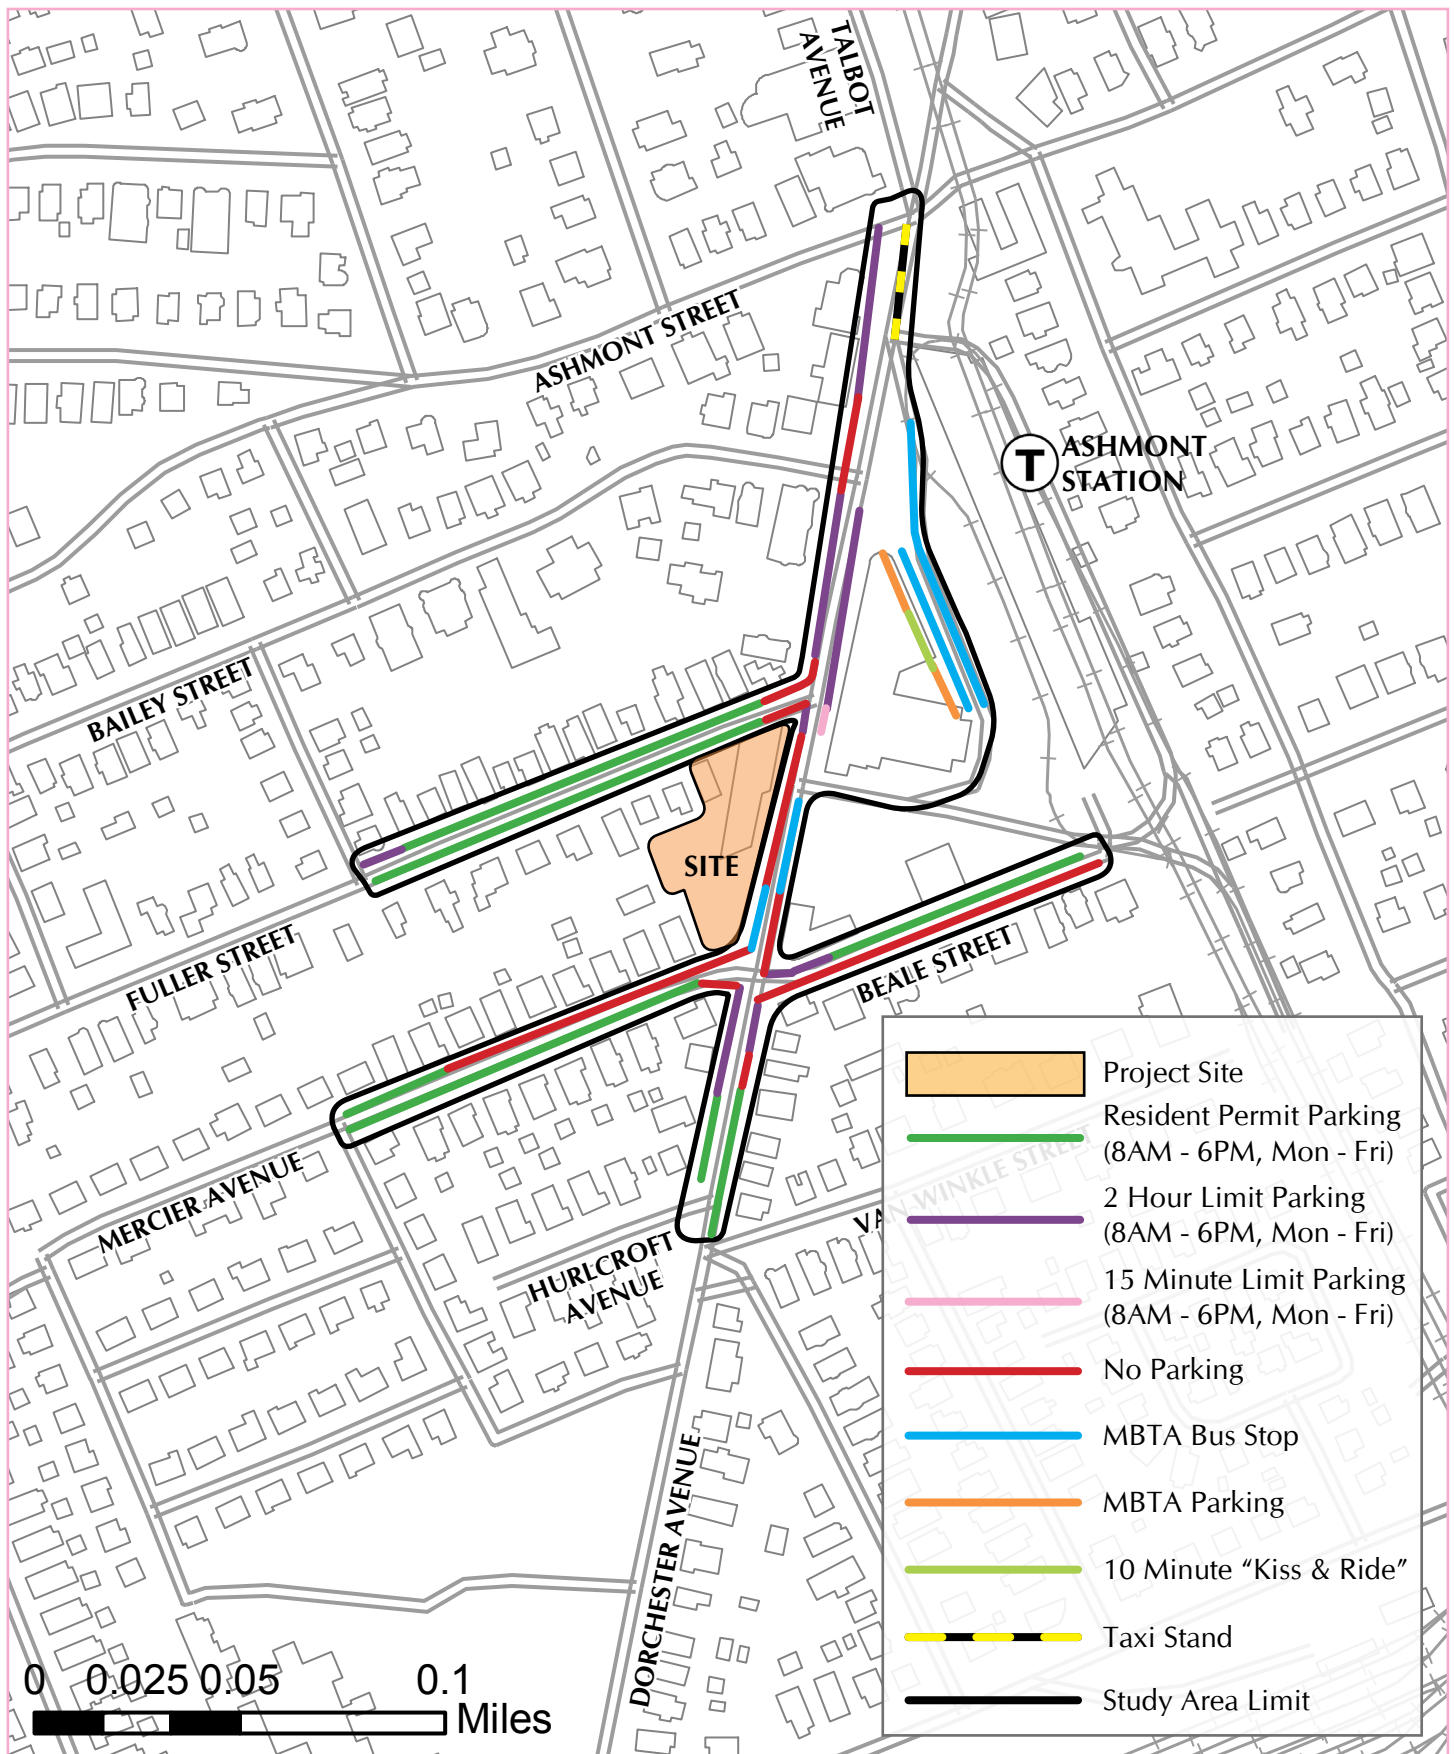 TALBOT
AVENUE
ASHMONT STREET
T
ASHMONT
STATION
BAILEY STREET
SITE
FULLER STREET
BEALE STREET
MERCIER AVENUE
HURLCROFT
AVENUE
VAN WINKLE STREET
DORCHESTER AVENUE
Project Site
Resident Permit Parking
(8AM - 6PM, Mon - Fri)
2 Hour Limit Parking
(8AM - 6PM, Mon - Fri)
15 Minute Limit Parking
(8AM - 6PM, Mon - Fri)
No Parking
MBTA Bus Stop
MBTA Parking
10 Minute “Kiss & Ride”
Taxi Stand
Study Area Limit
0 0.025 0.05 0.1
Miles